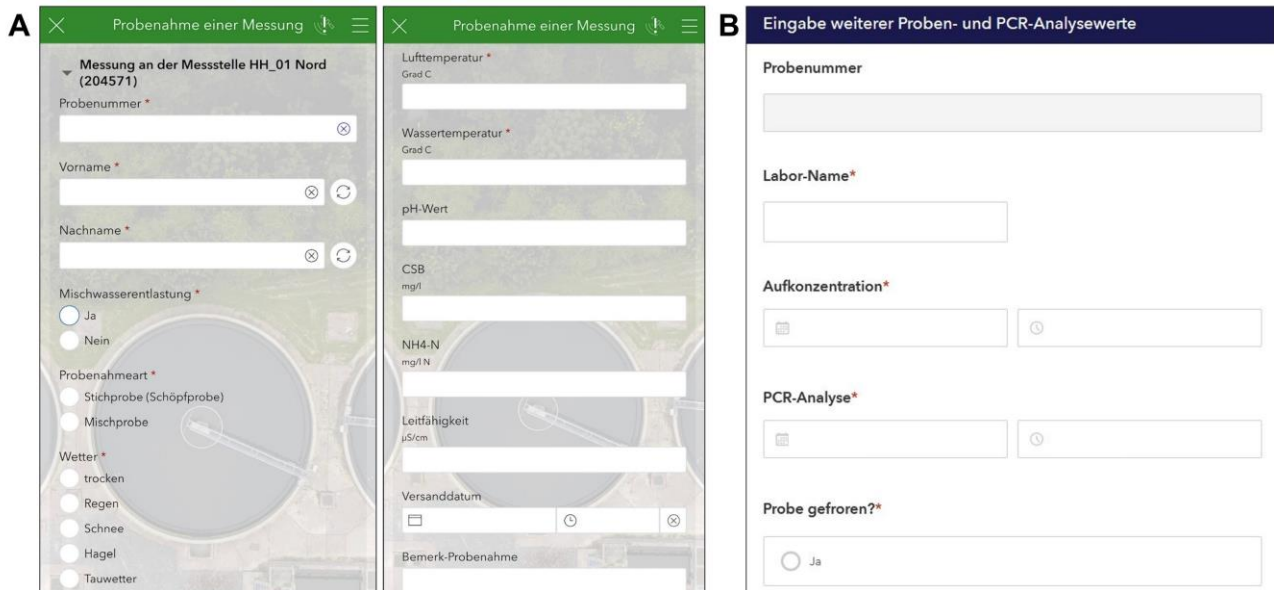 A
Probenahme einer Messung
Messung an der Messstelle HH_01 Nord
(204571)
Probenummer *
Vorname *
Nachname *
Mischwasserentlastung *
Ja
Nein
Probenahmeart *
Stichprobe (Schöpfprobe)
Mischprobe
Wetter *
trocken
Regen
Schnee
Hagel
Tauwetter
Probenahme einer Messung
Lufttemperatur *
Grad C
Wassertemperatur *
Grad C
pH-Wert
CSB
mg/l
NH4-N
mg/l N
Leitfähigkeit
µS/cm
Versanddatum
Bemerk-Probenahme
B
Eingabe weiterer Proben- und PCR-Analysewerte
Probenummer
Labor-Name*
Aufkonzentration*
PCR-Analyse*
Probe gefroren?*
Ja